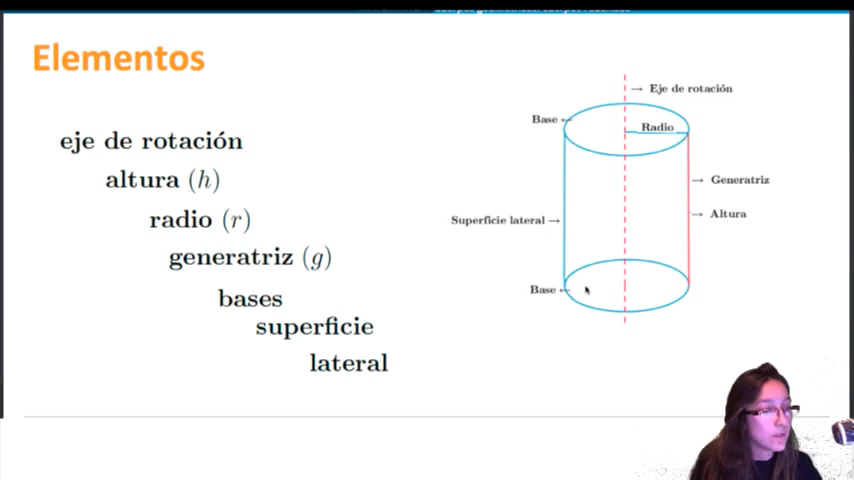 Elementos
eje de rotación
altura (h)
radio (r)
generatriz (g)
bases
superficie
lateral
→ Eje de rotación
Base ←
Radio
→ Generatriz
→ Altura
Superficie lateral →
Base ←